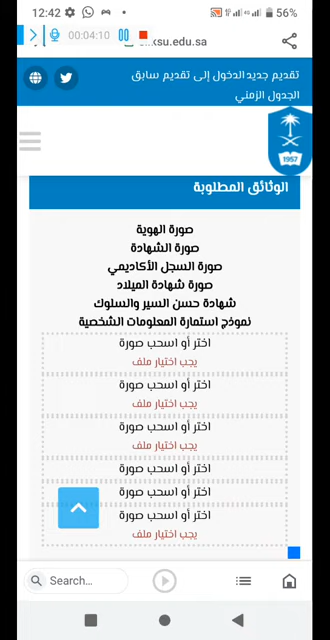 12:42
56%
00:04:10
ksu.edu.sa
تقديم جديد الدخول إلى تقديم سابق
الجدول الزمني
1957
الوثائق المطلوبة
صورة الهوية
صورة الشهادة
صورة السجل الأكاديمي
صورة شهادة الميلاد
شهادة حسن السير والسلوك
نموذج استمارة المعلومات الشخصية
اختر أو اسحب صورة
يجب اختيار ملف
اختر أو اسحب صورة
يجب اختيار ملف
اختر أو اسحب صورة
يجب اختيار ملف
اختر أو اسحب صورة
اختر أو اسحب صورة
اختر أو اسحب صورة
يجب اختيار ملف
Search...